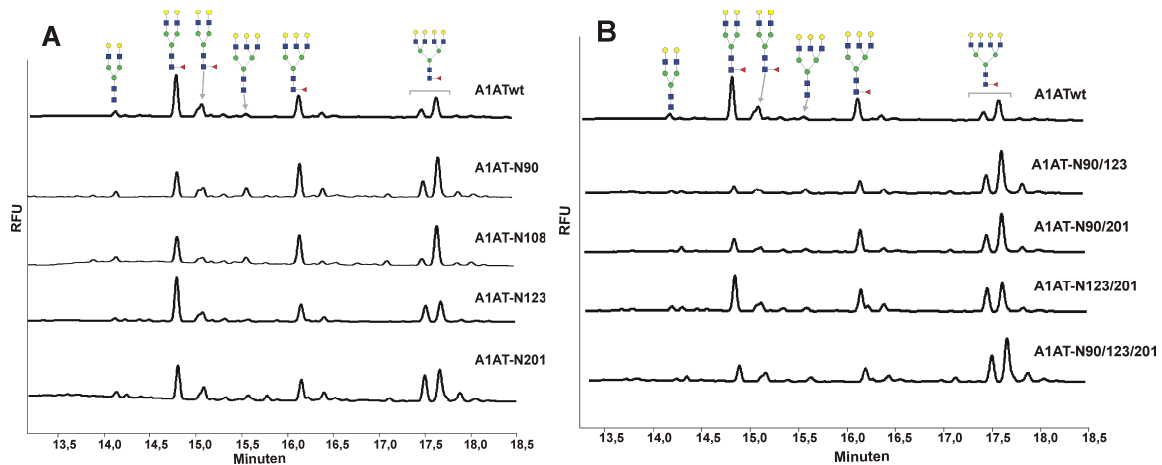 A
A1ATwt
A1AT-N90
A1AT-N108
A1AT-N123
A1AT-N201
RFU
13,5 14,0 14,5 15,0 15,5 16,0 16,5 17,0 17,5 18,0 18,5
Minuten
B
A1ATwt
A1AT-N90/123
A1AT-N90/201
A1AT-N123/201
A1AT-N90/123/201
RFU
13,5 14,0 14,5 15,0 15,5 16,0 16,5 17,0 17,5 18,0 18,5
Minuten